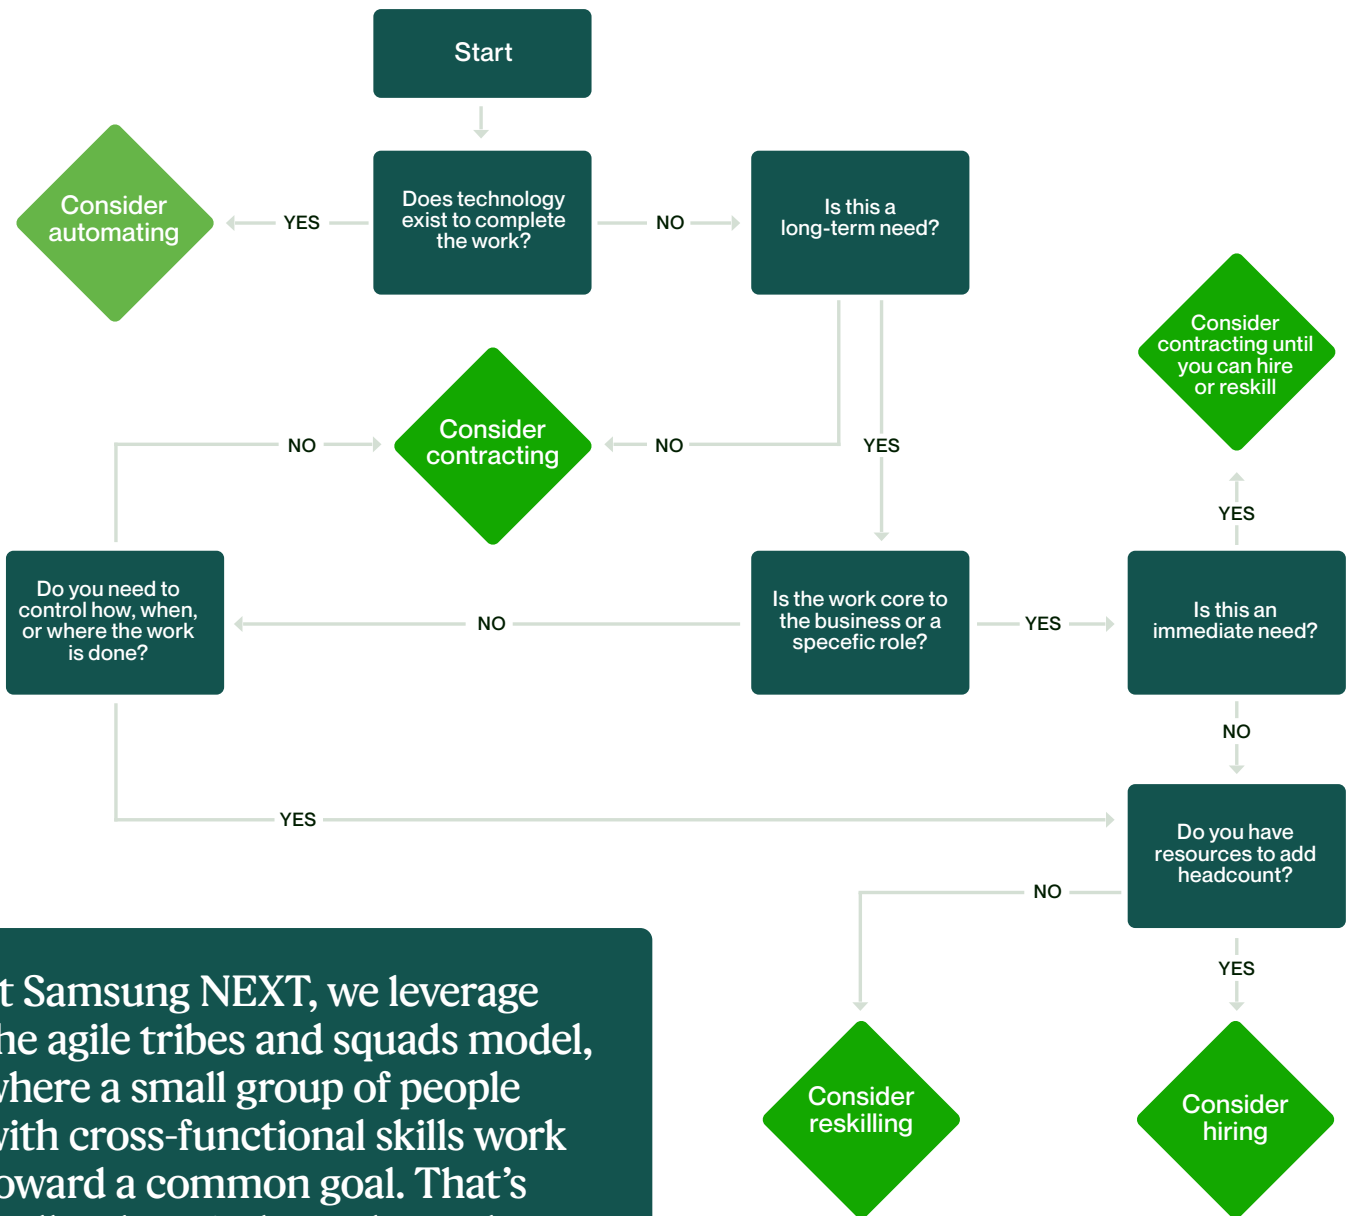 Start
Consider
automating
YES
Does technology
exist to complete
the work?
NO
Is this a
long-term need?
Consider
contracting until
you can hire
or reskill
NO
Consider
contracting
NO
YES
YES
Do you need to
control how, when,
or where the work
is done?
NO
Is the work core to
the business or a
specefic role?
YES
Is this an
immediate need?
NO
YES
Do you have
resources to add
headcount?
NO
YES
t Samsung NEXT, we leverage
he agile tribes and squads model,
where a small group of people
with cross-functional skills work
oward a common goal. That's
Consider
reskilling
Consider
hiring